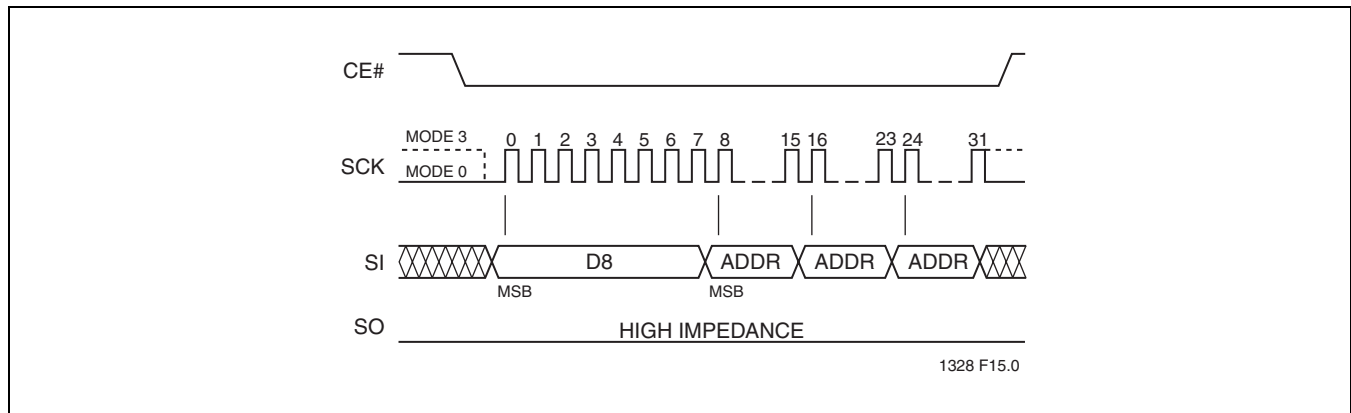 CE#
MODE 3
0 1 2 3 4 5 6 7 8 15 16 23 24 31
SCK
MODE 0
SI
D8 ADDR ADDR ADDR
MSB MSB
SO
HIGH IMPEDANCE
1328 F15.0